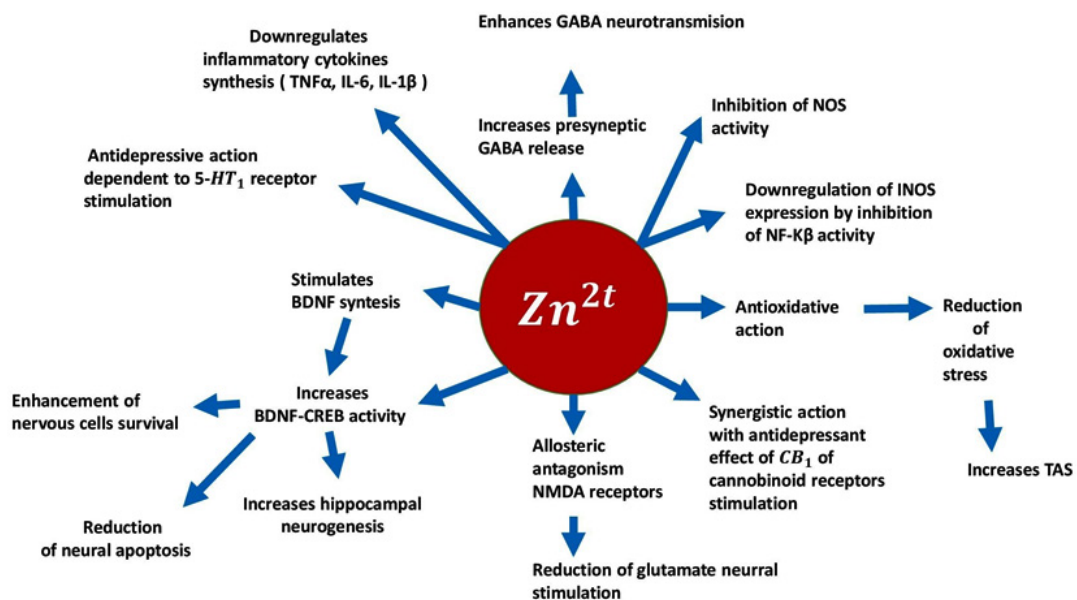 Enhances GABA neurotransmision
Downregulates
inflammatory cytokines
synthesis ( TNFα, IL-6, IL-1β )
Inhibition of NOS
activity
Increases presyneptic
GABA release
Antidepressive action
dependent to 5-HT₁ receptor
stimulation
Downregulation of INOS
expression by inhibition
of NF-Kβ activity
Stimulates
BDNF syntesis
Zn²ᵗ
Antioxidative
action
Reduction
of
oxidative
stress
Increases
BDNF-CREB activity
Enhancement of
nervous cells survival
Synergistic action
with antidepressant
effect of CB₁ of
cannobinoid receptors
stimulation
Allosteric
antagonism
NMDA receptors
Increases TAS
Increases hippocampal
neurogenesis
Reduction
of neural apoptosis
Reduction of glutamate neurral
stimulation